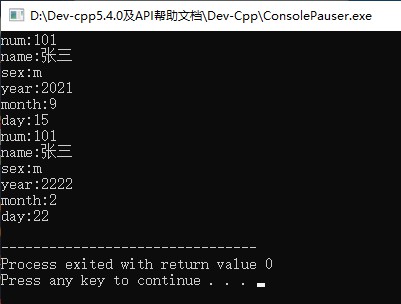 D:\Dev-cpp5.4.0及API帮助文档\Dev-Cpp\ConsolePauser.exe
num:101
name:张三
sex:m
year:2021
month:9
day:15
num:101
name:张三
sex:m
year:2222
month:2
day:22
--------------------------------
Process exited with return value 0
Press any key to continue . . .